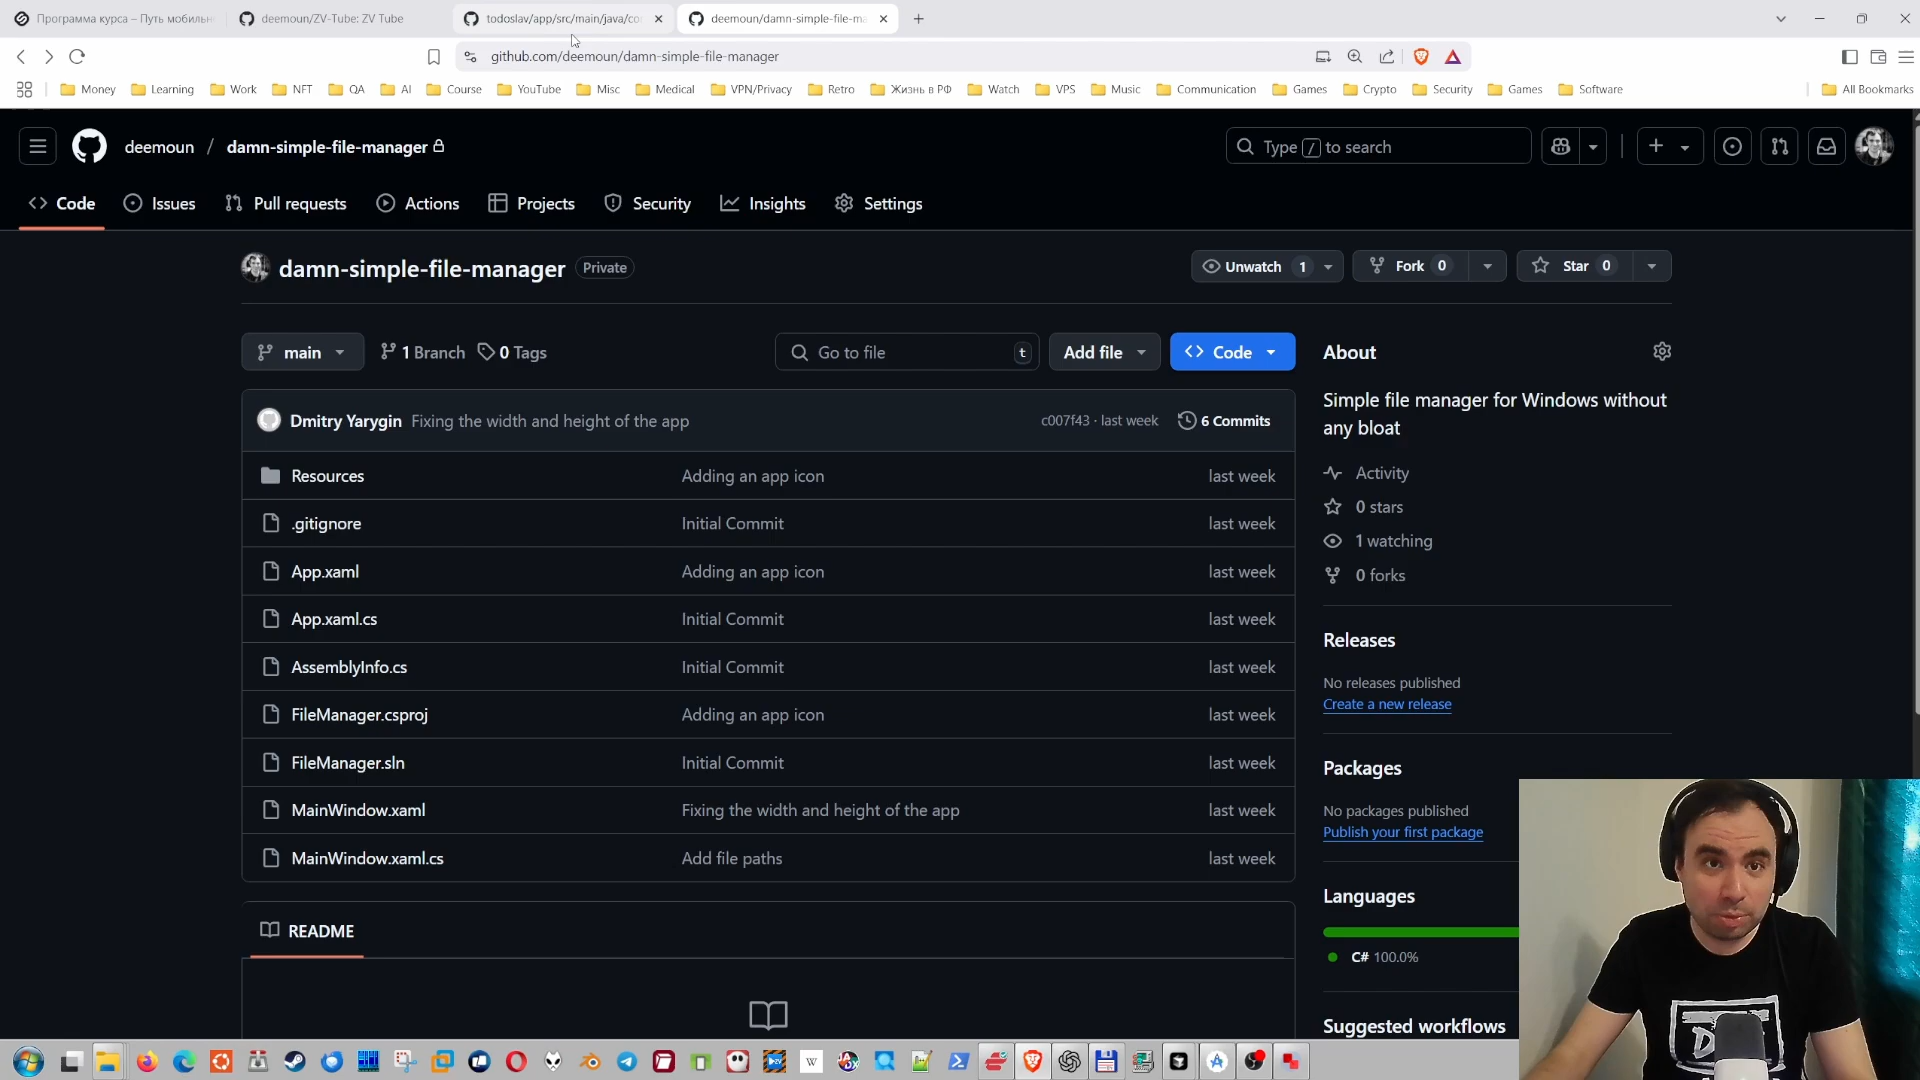 Программа курса – Путь мобильн
deemoun/ZV-Tube: ZV Tube
todoslav/app/src/main/java/co
deemoun/damn-simple-file-ma
github.com/deemoun/damn-simple-file-manager
Money
Learning
Work
NFT
QA
AI
Course
YouTube
Misc
Medical
VPN/Privacy
Retro
Жизнь в РФ
Watch
VPS
Music
Communication
Games
Crypto
Security
Games
Software
All Bookmarks
deemoun / damn-simple-file-manager
Type / to search
Code
Issues
Pull requests
Actions
Projects
Security
Insights
Settings
damn-simple-file-manager Private
Unwatch 1
Fork 0
Star 0
main
1 Branch
0 Tags
Go to file t
Add file
Code
Dmitry Yarygin Fixing the width and height of the app c007f43 · last week 6 Commits
Resources Adding an app icon last week
.gitignore Initial Commit last week
App.xaml Adding an app icon last week
App.xaml.cs Initial Commit last week
AssemblyInfo.cs Initial Commit last week
FileManager.csproj Adding an app icon last week
FileManager.sln Initial Commit last week
MainWindow.xaml Fixing the width and height of the app last week
MainWindow.xaml.cs Add file paths last week
README
About
Simple file manager for Windows without
any bloat
Activity
0 stars
1 watching
0 forks
Releases
No releases published
Create a new release
Packages
No packages published
Publish your first package
Languages
C# 100.0%
Suggested workflows